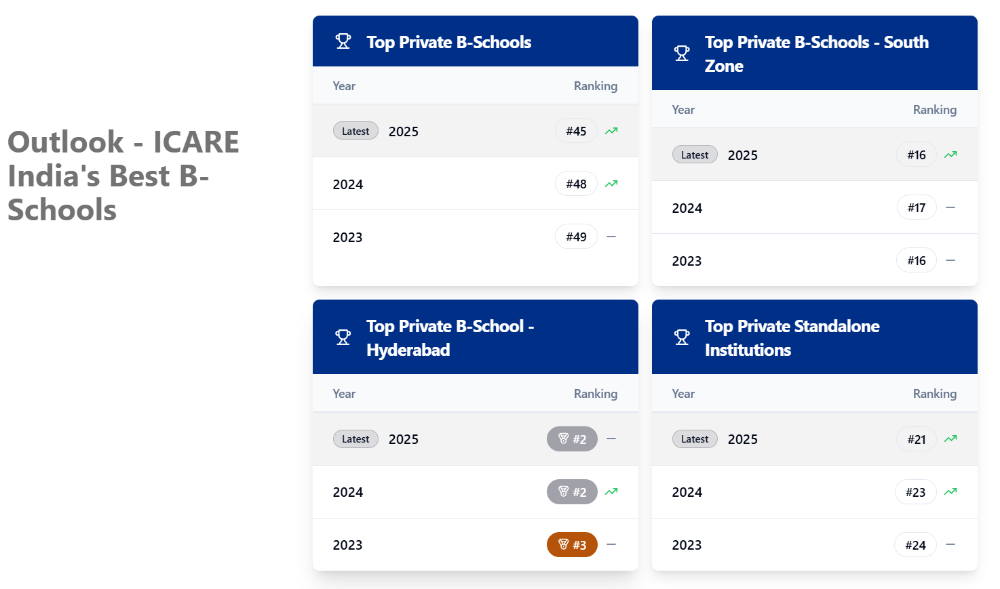 Outlook - ICARE
India's Best B-
Schools
Top Private B-Schools
Year Ranking
Latest 2025 #45
2024 #48
2023 #49
Top Private B-Schools - South
Zone
Year Ranking
Latest 2025 #16
2024 #17
2023 #16
Top Private B-School -
Hyderabad
Year Ranking
Latest 2025 #2
2024 #2
2023 #3
Top Private Standalone
Institutions
Year Ranking
Latest 2025 #21
2024 #23
2023 #24